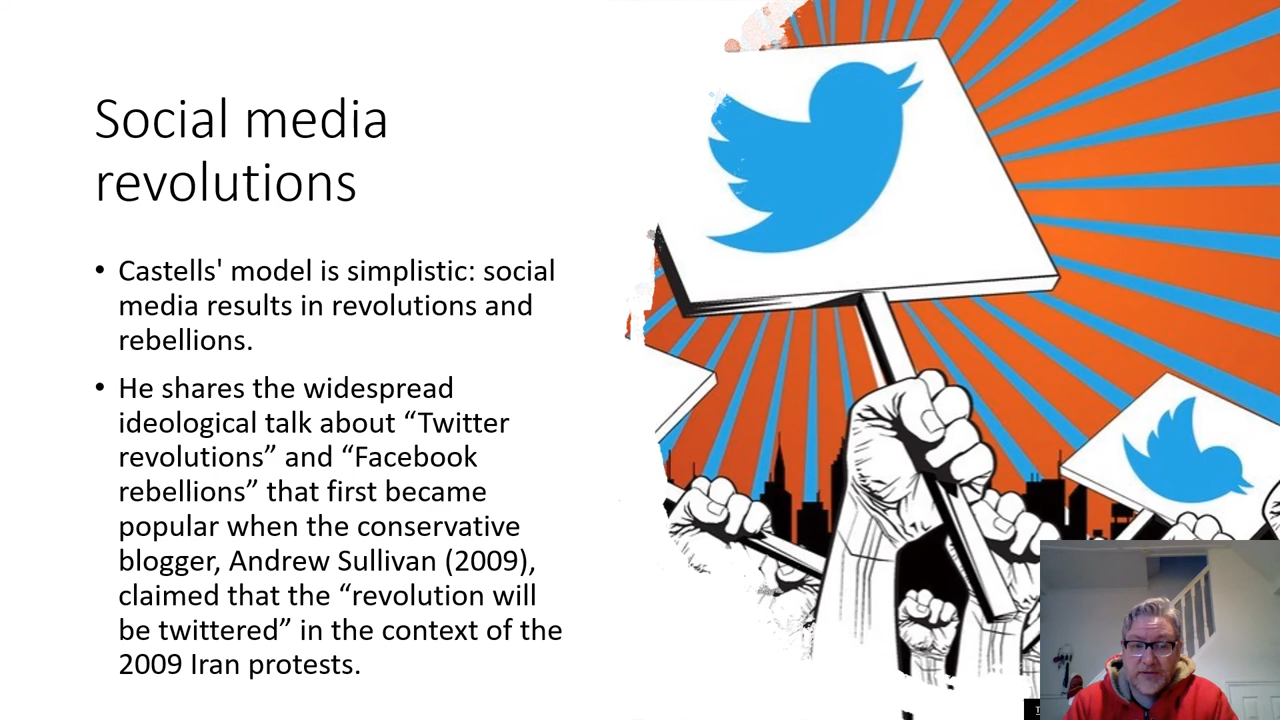 Social media
revolutions
• Castells' model is simplistic: social
media results in revolutions and
rebellions.
• He shares the widespread
ideological talk about “Twitter
revolutions” and “Facebook
rebellions” that first became
popular when the conservative
blogger, Andrew Sullivan (2009),
claimed that the “revolution will
be twittered” in the context of the
2009 Iran protests.